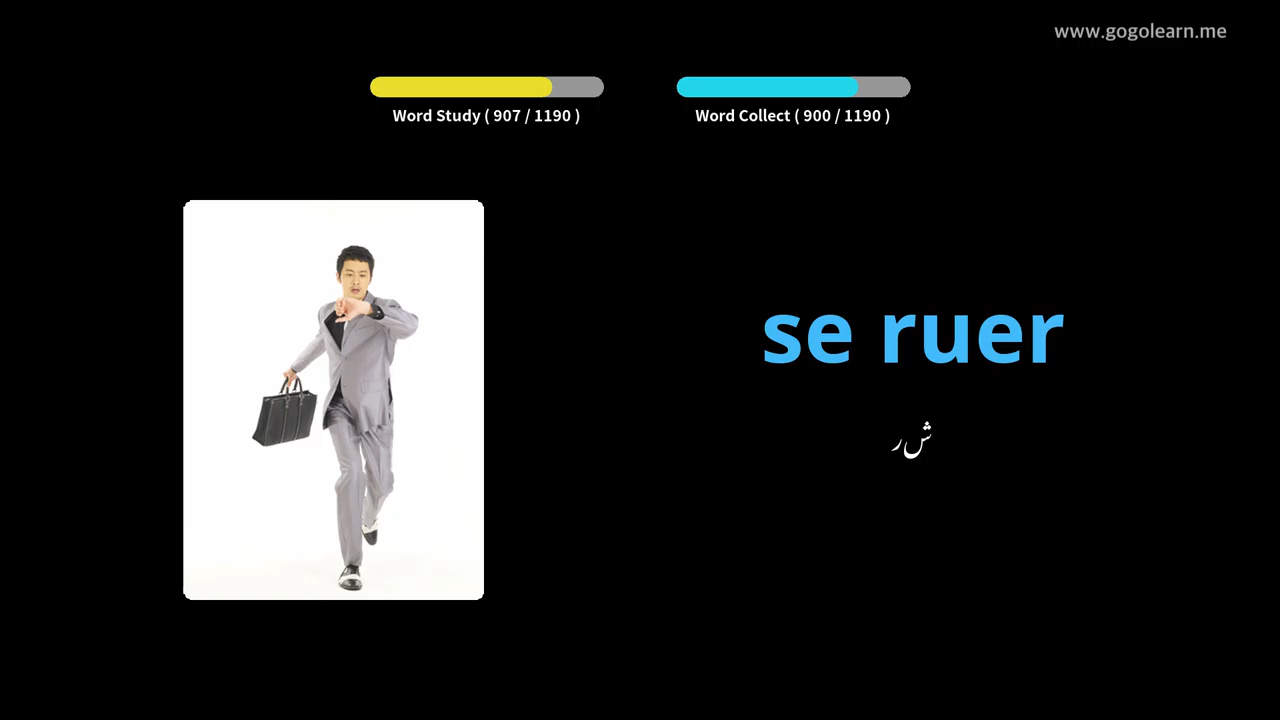 www.gogolearn.me
Word Study ( 907 / 1190 )
Word Collect ( 900 / 1190 )
se ruer
ش ر